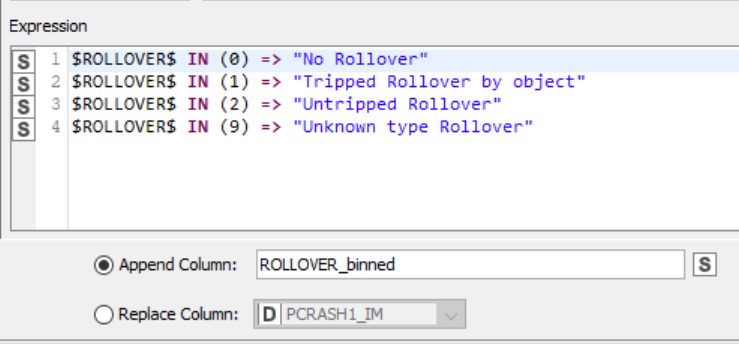 Expression
S 1 $ROLLOVER$ IN (0) => "No Rollover"
S 2 $ROLLOVER$ IN (1) => "Tripped Rollover by object"
S 3 $ROLLOVER$ IN (2) => "Untripped Rollover"
S 4 $ROLLOVER$ IN (9) => "Unknown type Rollover"
Append Column: ROLLOVER_binned S
Replace Column: D PCRASH1_IM